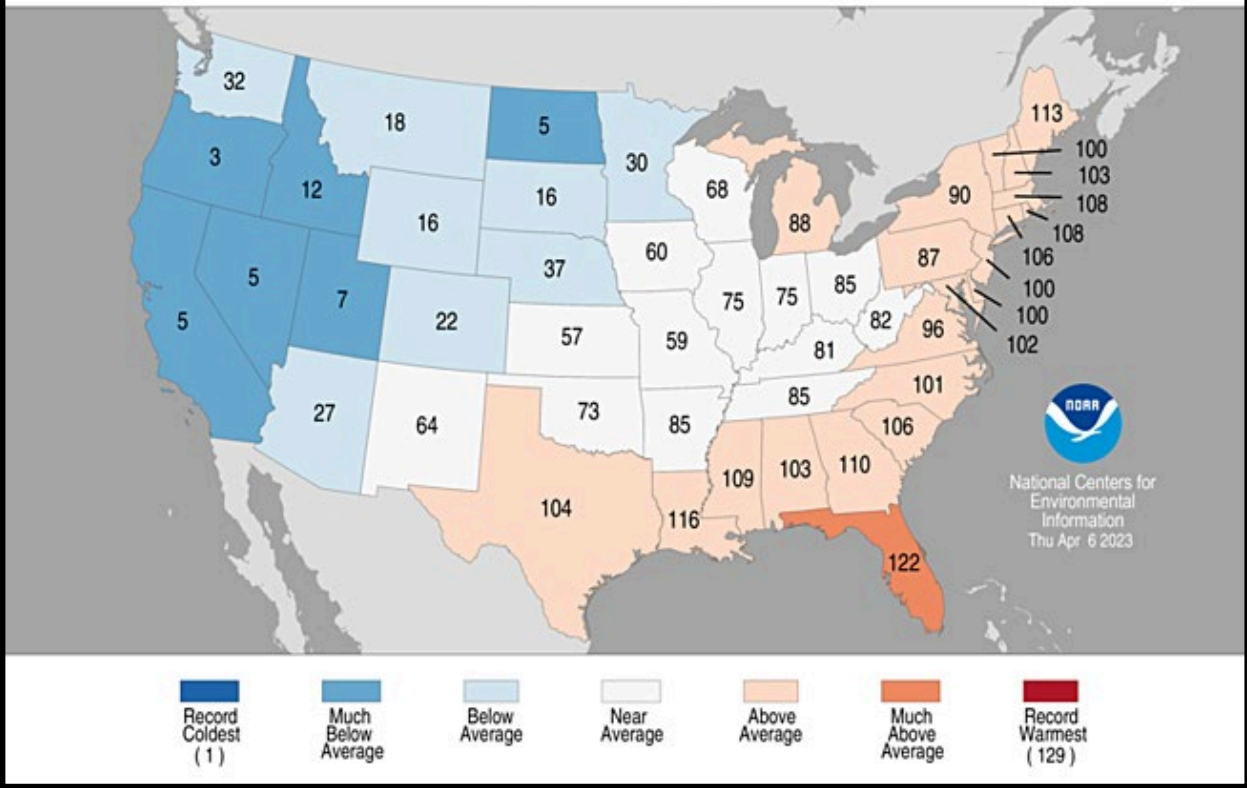 32
18
5
113
3
12
16
30
68
100
103
90
108
108
106
100
100
102
16
88
60
87
5
5
7
22
37
75
75
85
82
96
57
59
81
101
27
64
73
85
85
106
104
109
103
110
116
122
NOAA
National Centers for
Environmental
Information
Thu Apr 6 2023
Record
Coldest
(1)
Much
Below
Average
Below
Average
Near
Average
Above
Average
Much
Above
Average
Record
Warmest
(129)